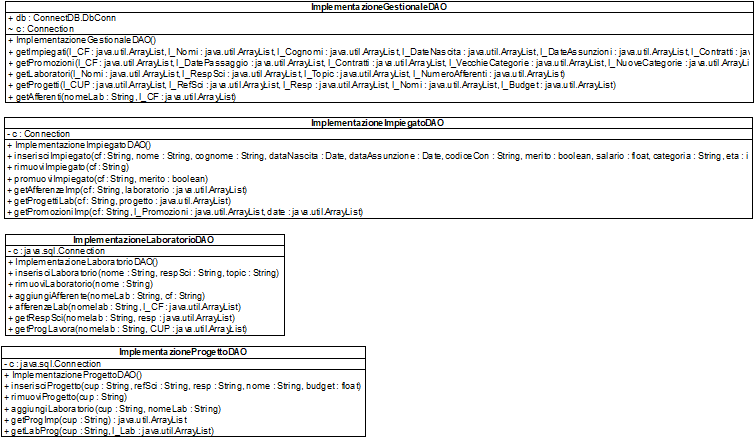 ImplementazioneGestionaleDAO
+ db : ConnectDB.DbConn
~ c : Connection
+ ImplementazioneGestionaleDAO()
+ getImpiegati(l_CF : java.util.ArrayList, l_Nomi : java.util.ArrayList, l_Cognomi : java.util.ArrayList, l_DateNascita : java.util.ArrayList, l_DateAssunzioni : java.util.ArrayList, l_Contratti : jav
+ getPromozioni(l_CF : java.util.ArrayList, l_DatePassaggio : java.util.ArrayList, l_Contratti : java.util.ArrayList, l_VecchieCategorie : java.util.ArrayList, l_NuoveCategorie : java.util.ArrayLi
+ getLaboratori(l_Nomi : java.util.ArrayList, l_RespSci : java.util.ArrayList, l_Topic : java.util.ArrayList, l_NumeroAfferenti : java.util.ArrayList)
+ getProgetti(l_CUP : java.util.ArrayList, l_RefSci : java.util.ArrayList, l_Resp : java.util.ArrayList, l_Nomi : java.util.ArrayList, l_Budget : java.util.ArrayList)
+ getAfferenti(nomeLab : String, l_CF : java.util.ArrayList)
ImplementazioneImpiegatoDAO
- c : Connection
+ ImplementazioneImpiegatoDAO()
+ inserisciImpiegato(cf : String, nome : String, cognome : String, dataNascita : Date, dataAssunzione : Date, codiceCon : String, merito : boolean, salario : float, categoria : String, eta : i
+ rimuoviImpiegato(cf : String)
+ promuoviImpiegato(cf : String, merito : boolean)
+ getAfferenzeImp(cf : String, laboratorio : java.util.ArrayList)
+ getProgettiLab(cf : String, progetto : java.util.ArrayList)
+ getPromozioniImp(cf : String, l_Promozioni : java.util.ArrayList, date : java.util.ArrayList)
ImplementazioneLaboratorioDAO
- c : java.sql.Connection
+ ImplementazioneLaboratorioDAO()
+ inserisciLaboratorio(nome : String, respSci : String, topic : String)
+ rimuoviLaboratorio(nome : String)
+ aggiungiAfferente(nomeLab : String, cf : String)
+ afferenzeLab(nomelab : String, l_CF : java.util.ArrayList)
+ getRespSci(nomelab : String, resp : java.util.ArrayList)
+ getProgLavora(nomelab : String, CUP : java.util.ArrayList)
ImplementazioneProgettoDAO
- c : java.sql.Connection
+ ImplementazioneProgettoDAO()
+ inserisciProgetto(cup : String, refSci : String, resp : String, nome : String, budget : float)
+ rimuoviProgetto(cup : String)
+ aggiungiLaboratorio(cup : String, nomeLab : String)
+ getProgImp(cup : String) : java.util.ArrayList
+ getLabProg(cup : String, l_Lab : java.util.ArrayList)